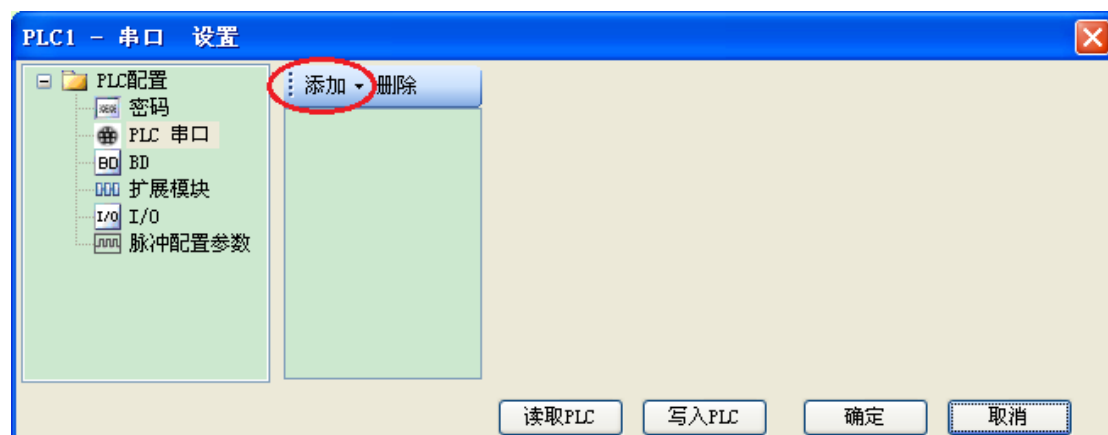 PLC1 - 串口 设置
PLC配置
密码
PLC 串口
BD BD
扩展模块
I/O I/O
脉冲配置参数
添加 删除
读取PLC 写入PLC 确定 取消